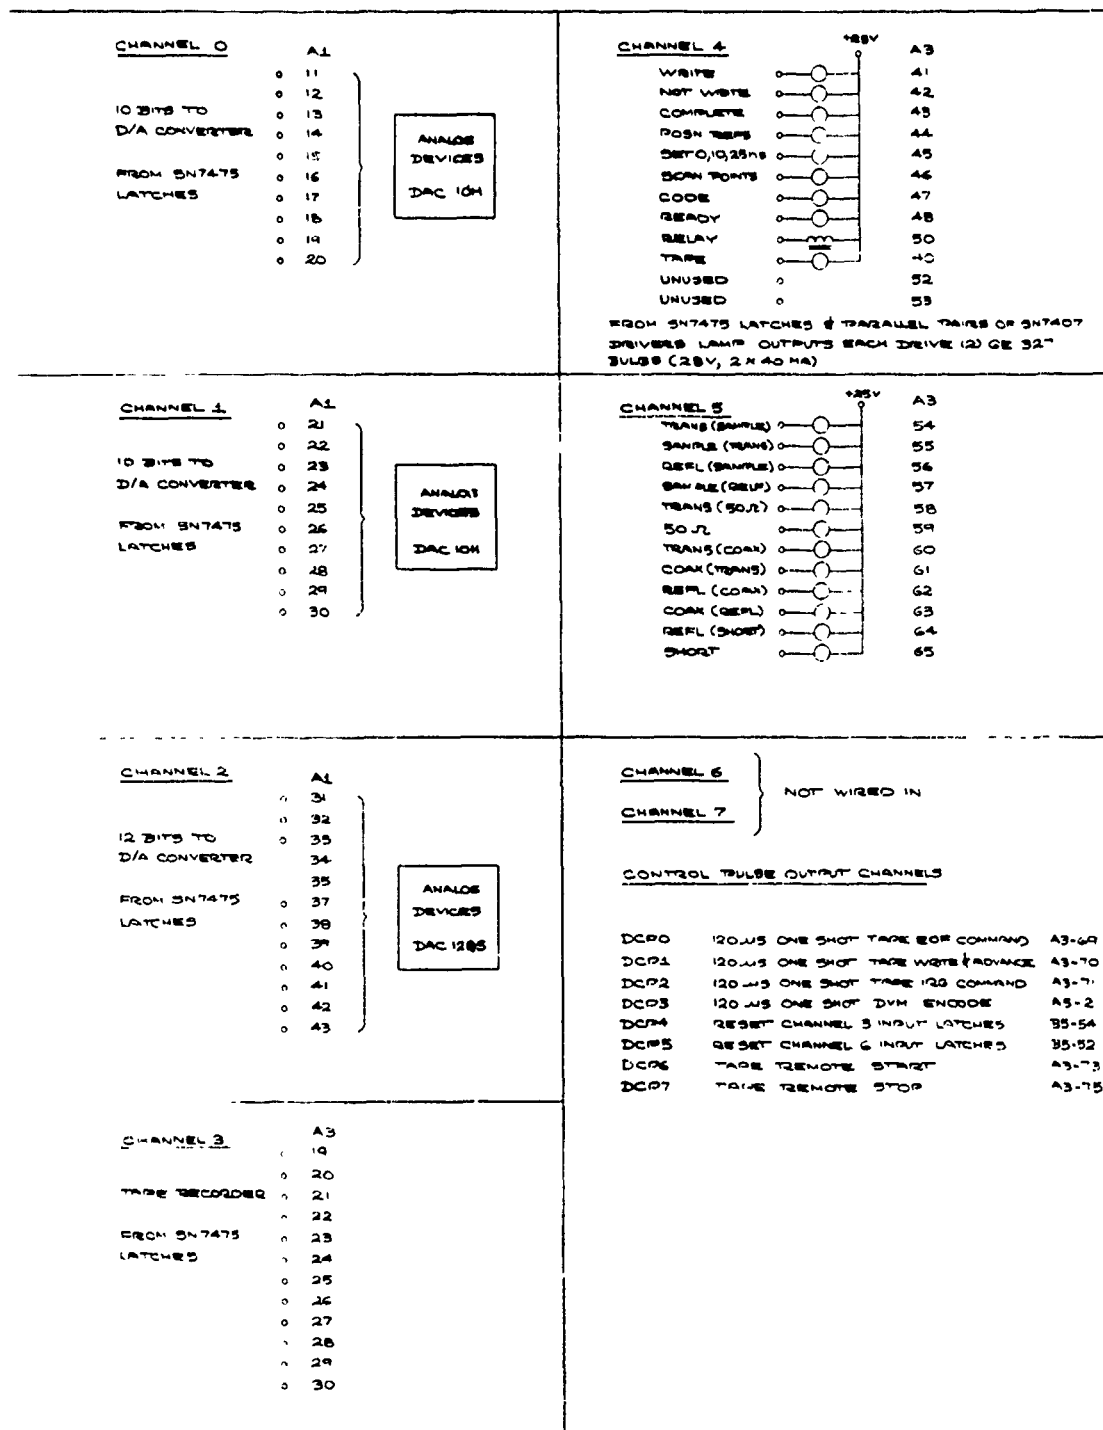 CHANNEL 0 A1
11
12
10 BITS TO 13
D/A CONVERTER 14
15
FROM SN7475 16
LATCHES 17
18
19
20
ANALOG
DEVICES
DAC 10H
CHANNEL 1 A1
21
22
10 BITS TO 23
D/A CONVERTER 24
25
FROM SN7475 26
LATCHES 27
28
29
30
ANALOG
DEVICES
DAC 10H
CHANNEL 2 A1
31
32
12 BITS TO 33
D/A CONVERTER 34
35
FROM SN7475 37
LATCHES 38
39
40
41
42
43
ANALOG
DEVICES
DAC 12QS
CHANNEL 3 A3
19
20
TAPE RECORDER 21
22
FROM SN7475 23
LATCHES 24
25
26
27
28
29
30
CHANNEL 4 +28V A3
WRITE 41
NOT WRITE 42
COMPLETE 43
POSN REFS 44
SET 0,10,25ns 45
SCAN POINTS 46
CODE 47
READY 48
RELAY 50
TAPE 40
UNUSED 52
UNUSED 53
FROM SN7475 LATCHES & PARALLEL PAIRS OF SN7407
DRIVERS LAMP OUTPUTS EACH DRIVE (2) GE
BULBS (28V, 2 X 40 MA)
CHANNEL 5 +25V A3
TRANS (SAMPLE) 54
SAMPLE (TRANS) 55
REFL (SAMPLE) 56
SAMPLE (REFL) 57
TRANS (50Ω) 58
50Ω 59
TRANS (COAX) 60
COAX (TRANS) 61
REFL (COAX) 62
COAX (REFL) 63
REFL (SHORT) 64
SHORT 65
CHANNEL 6
CHANNEL 7
NOT WIRED IN
CONTROL PULSE OUTPUT CHANNELS
DCP0 120 µS ONE SHOT TAPE EOF COMMAND A3-69
DCP1 120 µS ONE SHOT TAPE WRITE & ADVANCE A3-70
DCP2 120 µS ONE SHOT TAPE IRG COMMAND A3-71
DCP3 120 µS ONE SHOT DVM ENCODE A5-2
DCP4 RESET CHANNEL 5 INPUT LATCHES B5-54
DCP5 RESET CHANNEL 6 INPUT LATCHES B5-52
DCP6 TAPE REMOTE START A3-73
DCP7 TAPE REMOTE STOP A3-75